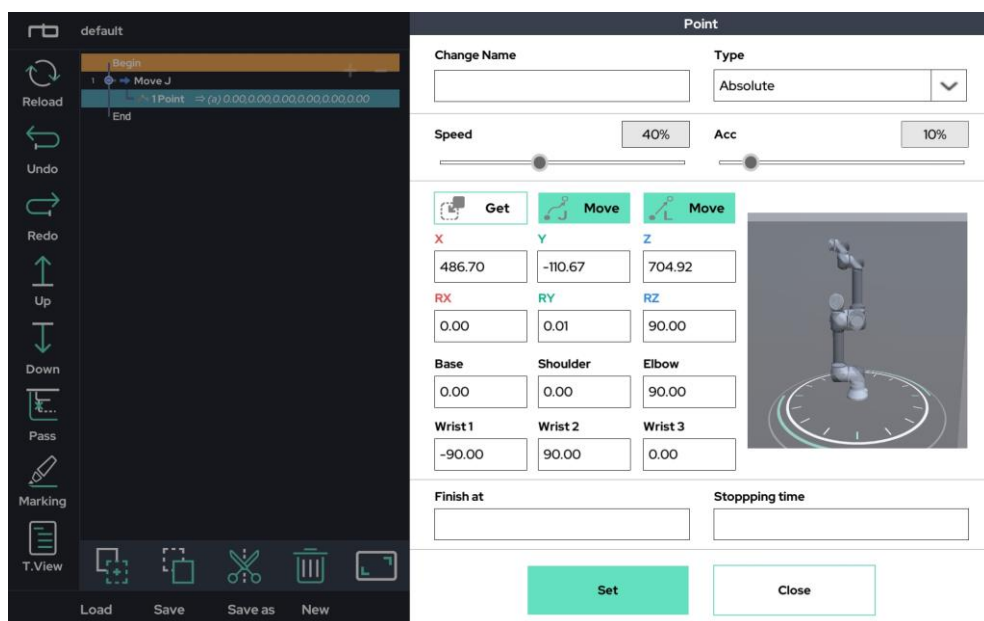 default
Point
Reload
Undo
Redo
Up
Down
Pass
Marking
T.View
Begin
1 Move J
1 Point ⇒ (a) 0.00,0.00,0.00,0.00,0.00,0.00
End
Load Save Save as New
Change Name Type
Absolute
Speed 40% Acc 10%
Get J Move L Move
X Y Z
486.70 -110.67 704.92
RX RY RZ
0.00 0.01 90.00
Base Shoulder Elbow
0.00 0.00 90.00
Wrist 1 Wrist 2 Wrist 3
-90.00 90.00 0.00
Finish at Stoppping time
Set Close